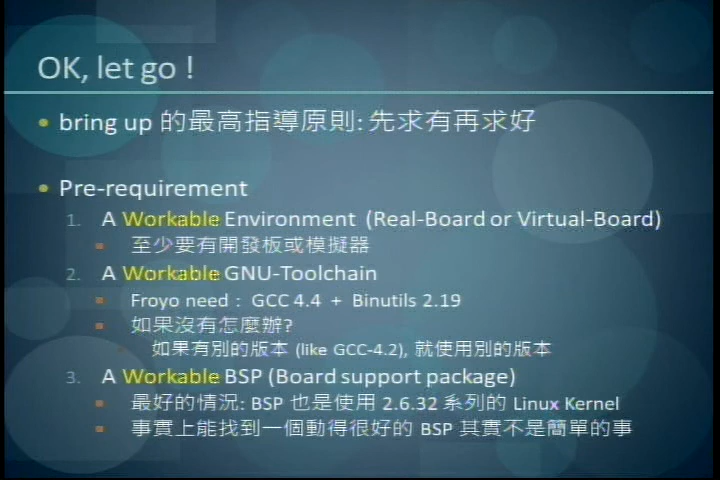 OK, let go !
bring up 的最高指導原則: 先求有再求好
Pre-requirement
1. A Workable Environment (Real-Board or Virtual-Board)
至少要有開發板或模擬器
2. A Workable GNU-Toolchain
Froyo need : GCC 4.4 + Binutils 2.19
如果沒有怎麼辦?
如果有別的版本 (like GCC-4.2), 就使用別的版本
3. A Workable BSP (Board support package)
最好的情況: BSP 也是使用 2.6.32 系列的 Linux Kernel
事實上能找到一個動得很好的 BSP 其實不是簡單的事